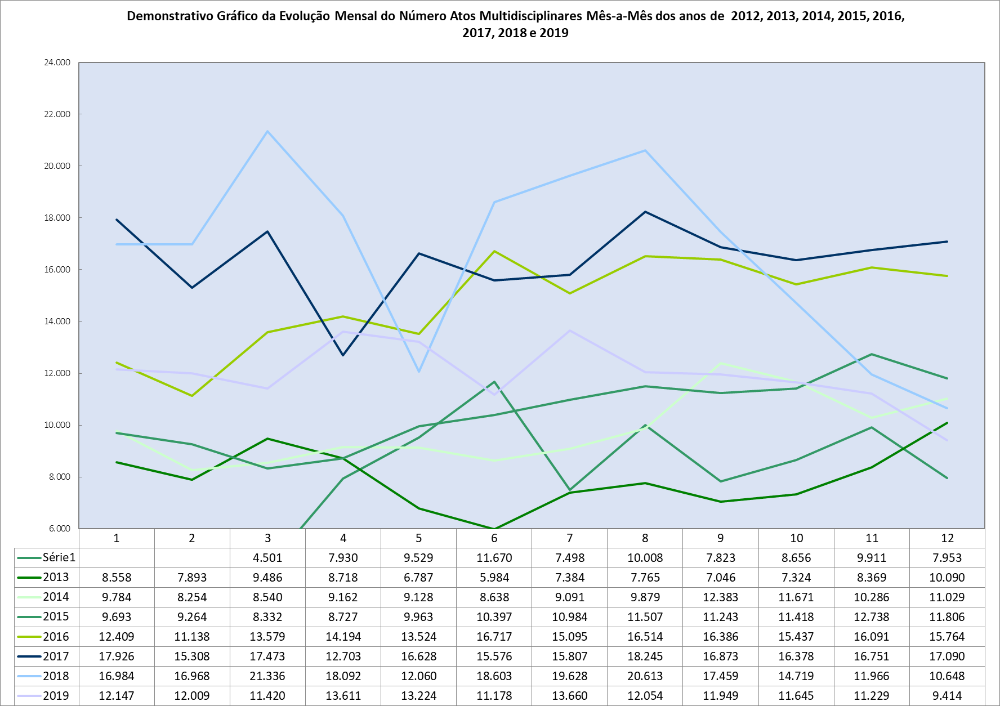 Demonstrativo Gráfico da Evolução Mensal do Número Atos Multidisciplinares Mês-a-Mês dos anos de 2012, 2013, 2014, 2015, 2016,
2017, 2018 e 2019
24.000
22.000
20.000
18.000
16.000
14.000
12.000
10.000
8.000
6.000
1 2 3 4 5 6 7 8 9 10 11 12
Série1 4.501 7.930 9.529 11.670 7.498 10.008 7.823 8.656 9.911 7.953
2013 8.558 7.893 9.486 8.718 6.787 5.984 7.384 7.765 7.046 7.324 8.369 10.090
2014 9.784 8.254 8.540 9.162 9.128 8.638 9.091 9.879 12.383 11.671 10.286 11.029
2015 9.693 9.264 8.332 8.727 9.963 10.397 10.984 11.507 11.243 11.418 12.738 11.806
2016 12.409 11.138 13.579 14.194 13.524 16.717 15.095 16.514 16.386 15.437 16.091 15.764
2017 17.926 15.308 17.473 12.703 16.628 15.576 15.807 18.245 16.873 16.378 16.751 17.090
2018 16.984 16.968 21.336 18.092 12.060 18.603 19.628 20.613 17.459 14.719 11.966 10.648
2019 12.147 12.009 11.420 13.611 13.224 11.178 13.660 12.054 11.949 11.645 11.229 9.414